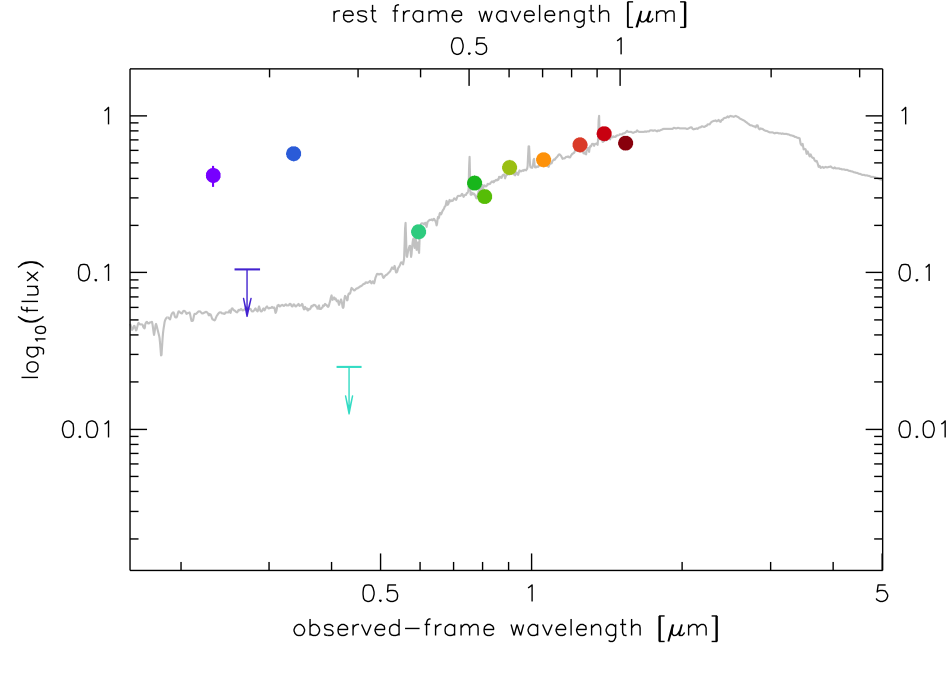 rest frame wavelength [μm]
0.5 1
1 1
0.1 0.1
log10(flux)
0.01 0.01
0.5 1 5
observed-frame wavelength [μm]